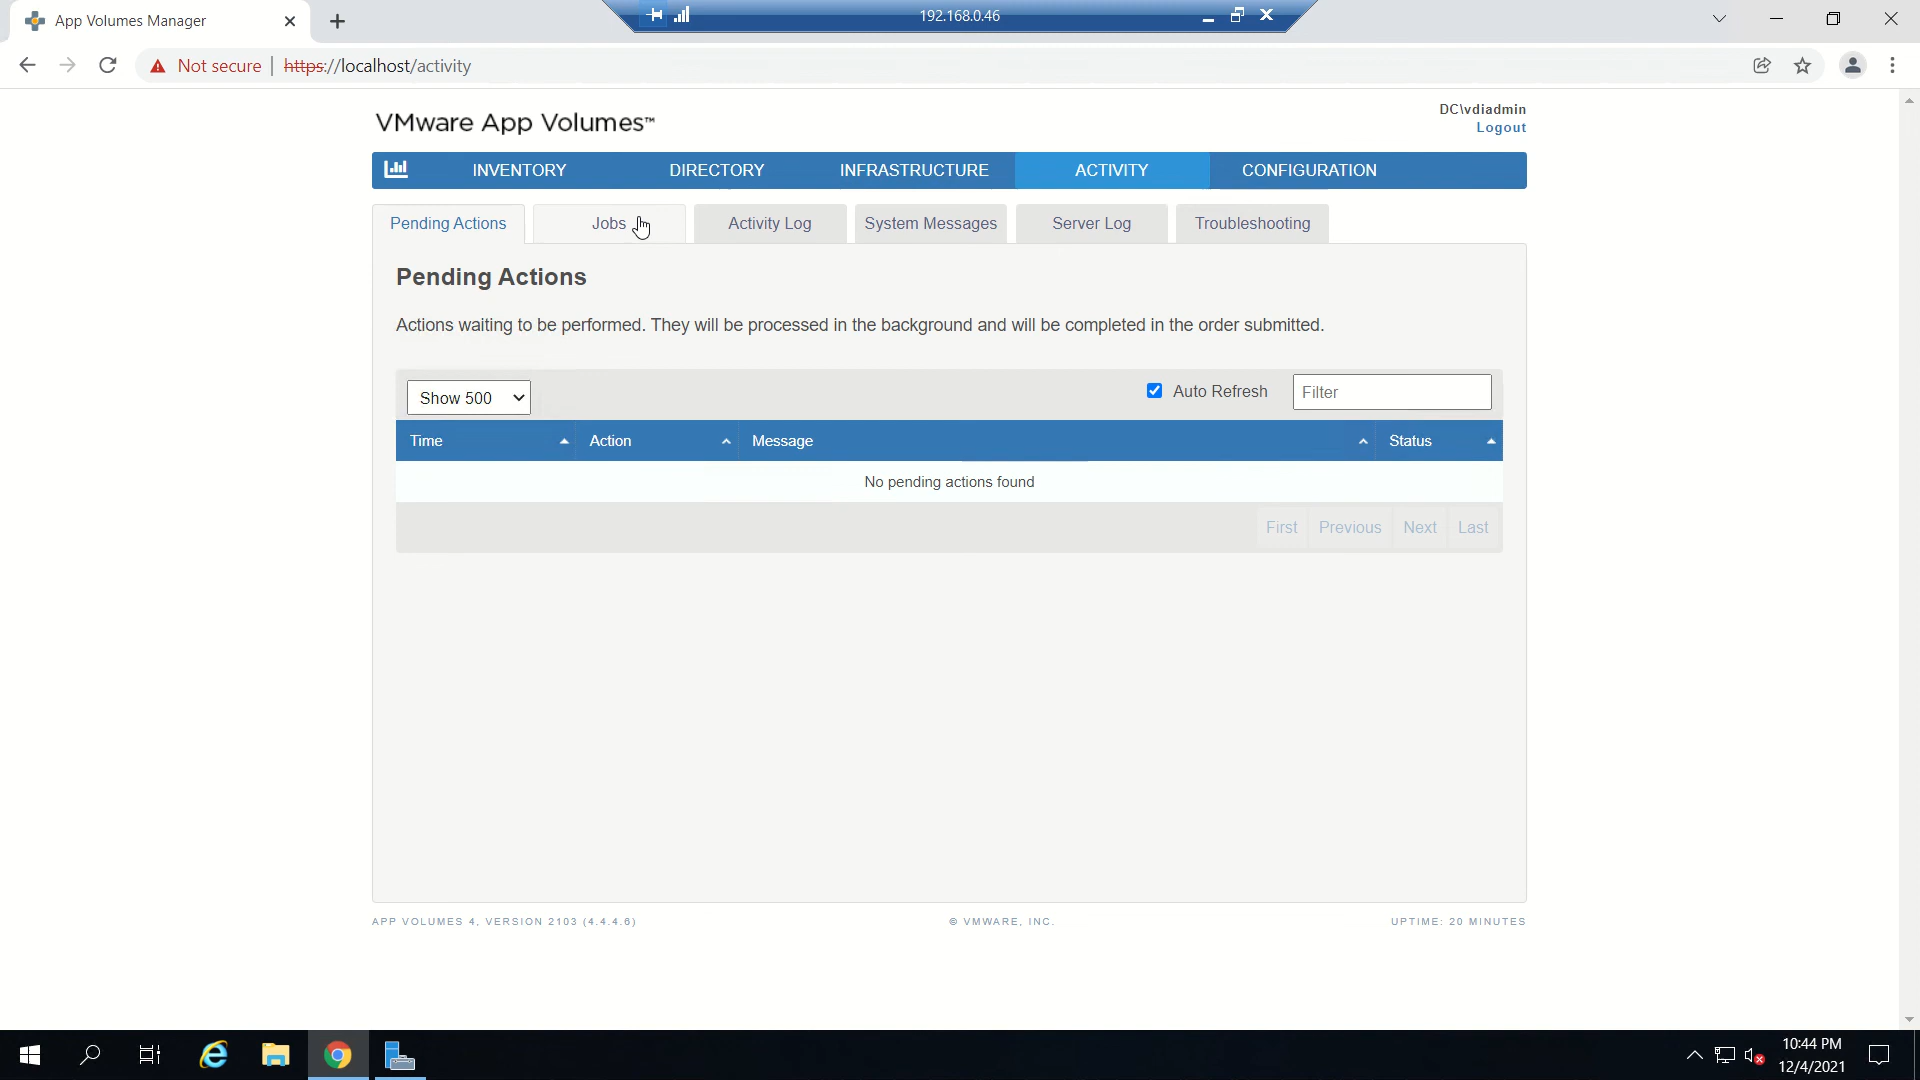 App Volumes Manager
192.168.0.46
Not secure | https://localhost/activity
VMware App Volumes™
DC\vdiadmin
Logout
INVENTORY DIRECTORY INFRASTRUCTURE ACTIVITY CONFIGURATION
Pending Actions Jobs Activity Log System Messages Server Log Troubleshooting
Pending Actions
Actions waiting to be performed. They will be processed in the background and will be completed in the order submitted.
Show 500 Auto Refresh Filter
Time Action Message Status
No pending actions found
First Previous Next Last
APP VOLUMES 4, VERSION 2103 (4.4.4.6) © VMWARE, INC. UPTIME: 20 MINUTES
10:44 PM
12/4/2021